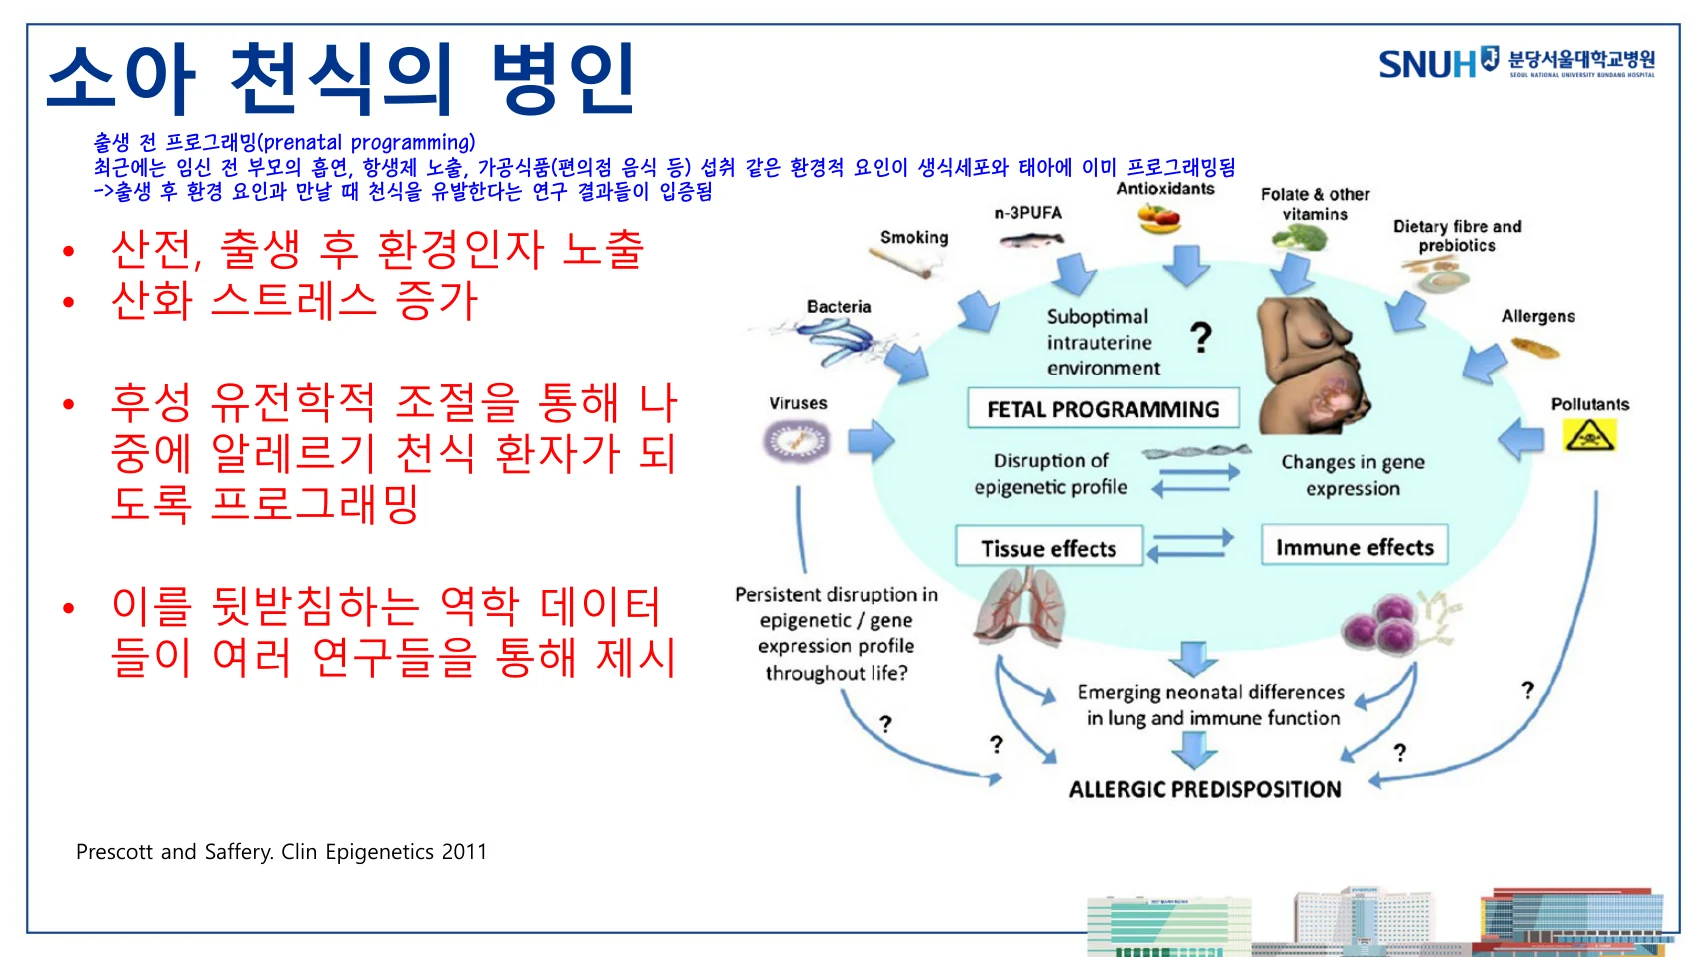 소아 천식의 병인
SNUH 분당서울대학교병원
SEOUL NATIONAL UNIVERSITY BUNDANG HOSPITAL
출생 전 프로그래밍(prenatal programming)
최근에는 임신 전 부모의 흡연, 항생제 노출, 가공식품(편의점 음식 등) 섭취 같은 환경적 요인이 생식세포와 태아에 이미 프로그래밍됨
->출생 후 환경 요인과 만날 때 천식을 유발한다는 연구 결과들이 입증됨
• 산전, 출생 후 환경인자 노출
• 산화 스트레스 증가
• 후성 유전학적 조절을 통해 나
중에 알레르기 천식 환자가 되
도록 프로그래밍
• 이를 뒷받침하는 역학 데이터
들이 여러 연구들을 통해 제시
Viruses
Bacteria
Smoking
n-3PUFA
Antioxidants
Folate & other
vitamins
Dietary fibre and
prebiotics
Allergens
Pollutants
Suboptimal
intrauterine
environment
?
FETAL PROGRAMMING
Disruption of
epigenetic profile
Changes in gene
expression
Tissue effects
Immune effects
Persistent disruption in
epigenetic / gene
expression profile
throughout life?
Emerging neonatal differences
in lung and immune function
?
?
?
?
ALLERGIC PREDISPOSITION
Prescott and Saffery. Clin Epigenetics 2011